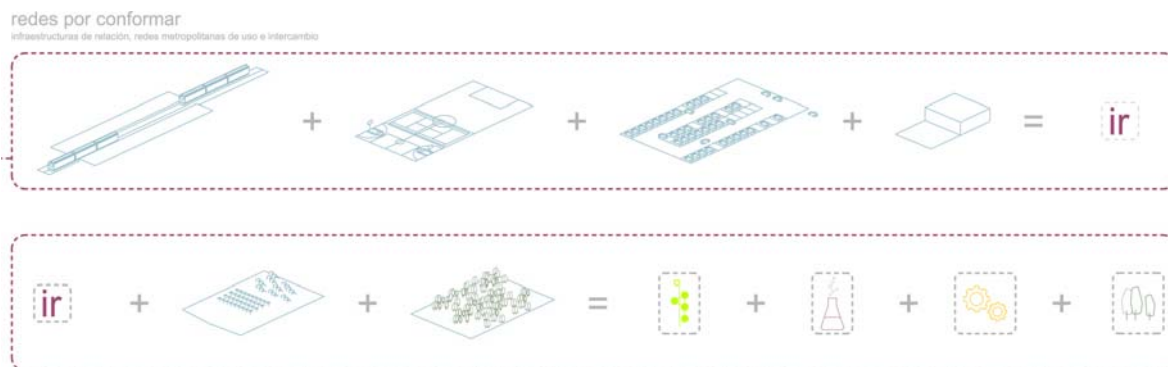 redes por conformar
infraestructuras de relación, redes metropolitanas de uso e intercambio
+ + + = ir
ir + + = + + +